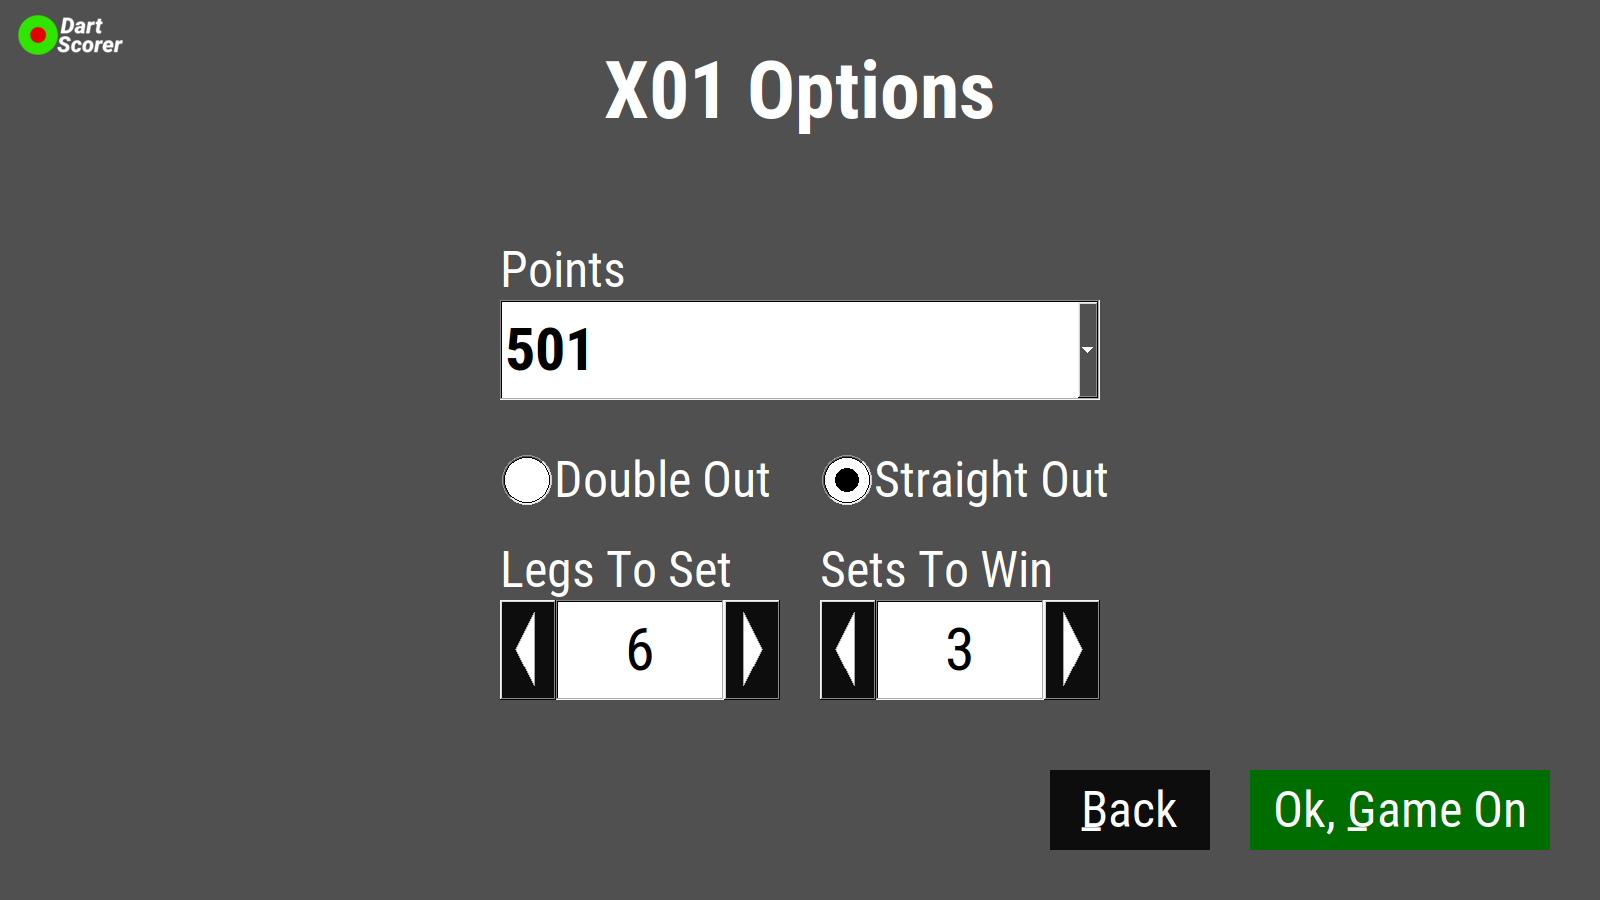 Dart
Scorer
X01 Options
Points
501
Double Out Straight Out
Legs To Set Sets To Win
6 3
Back Ok, Game On